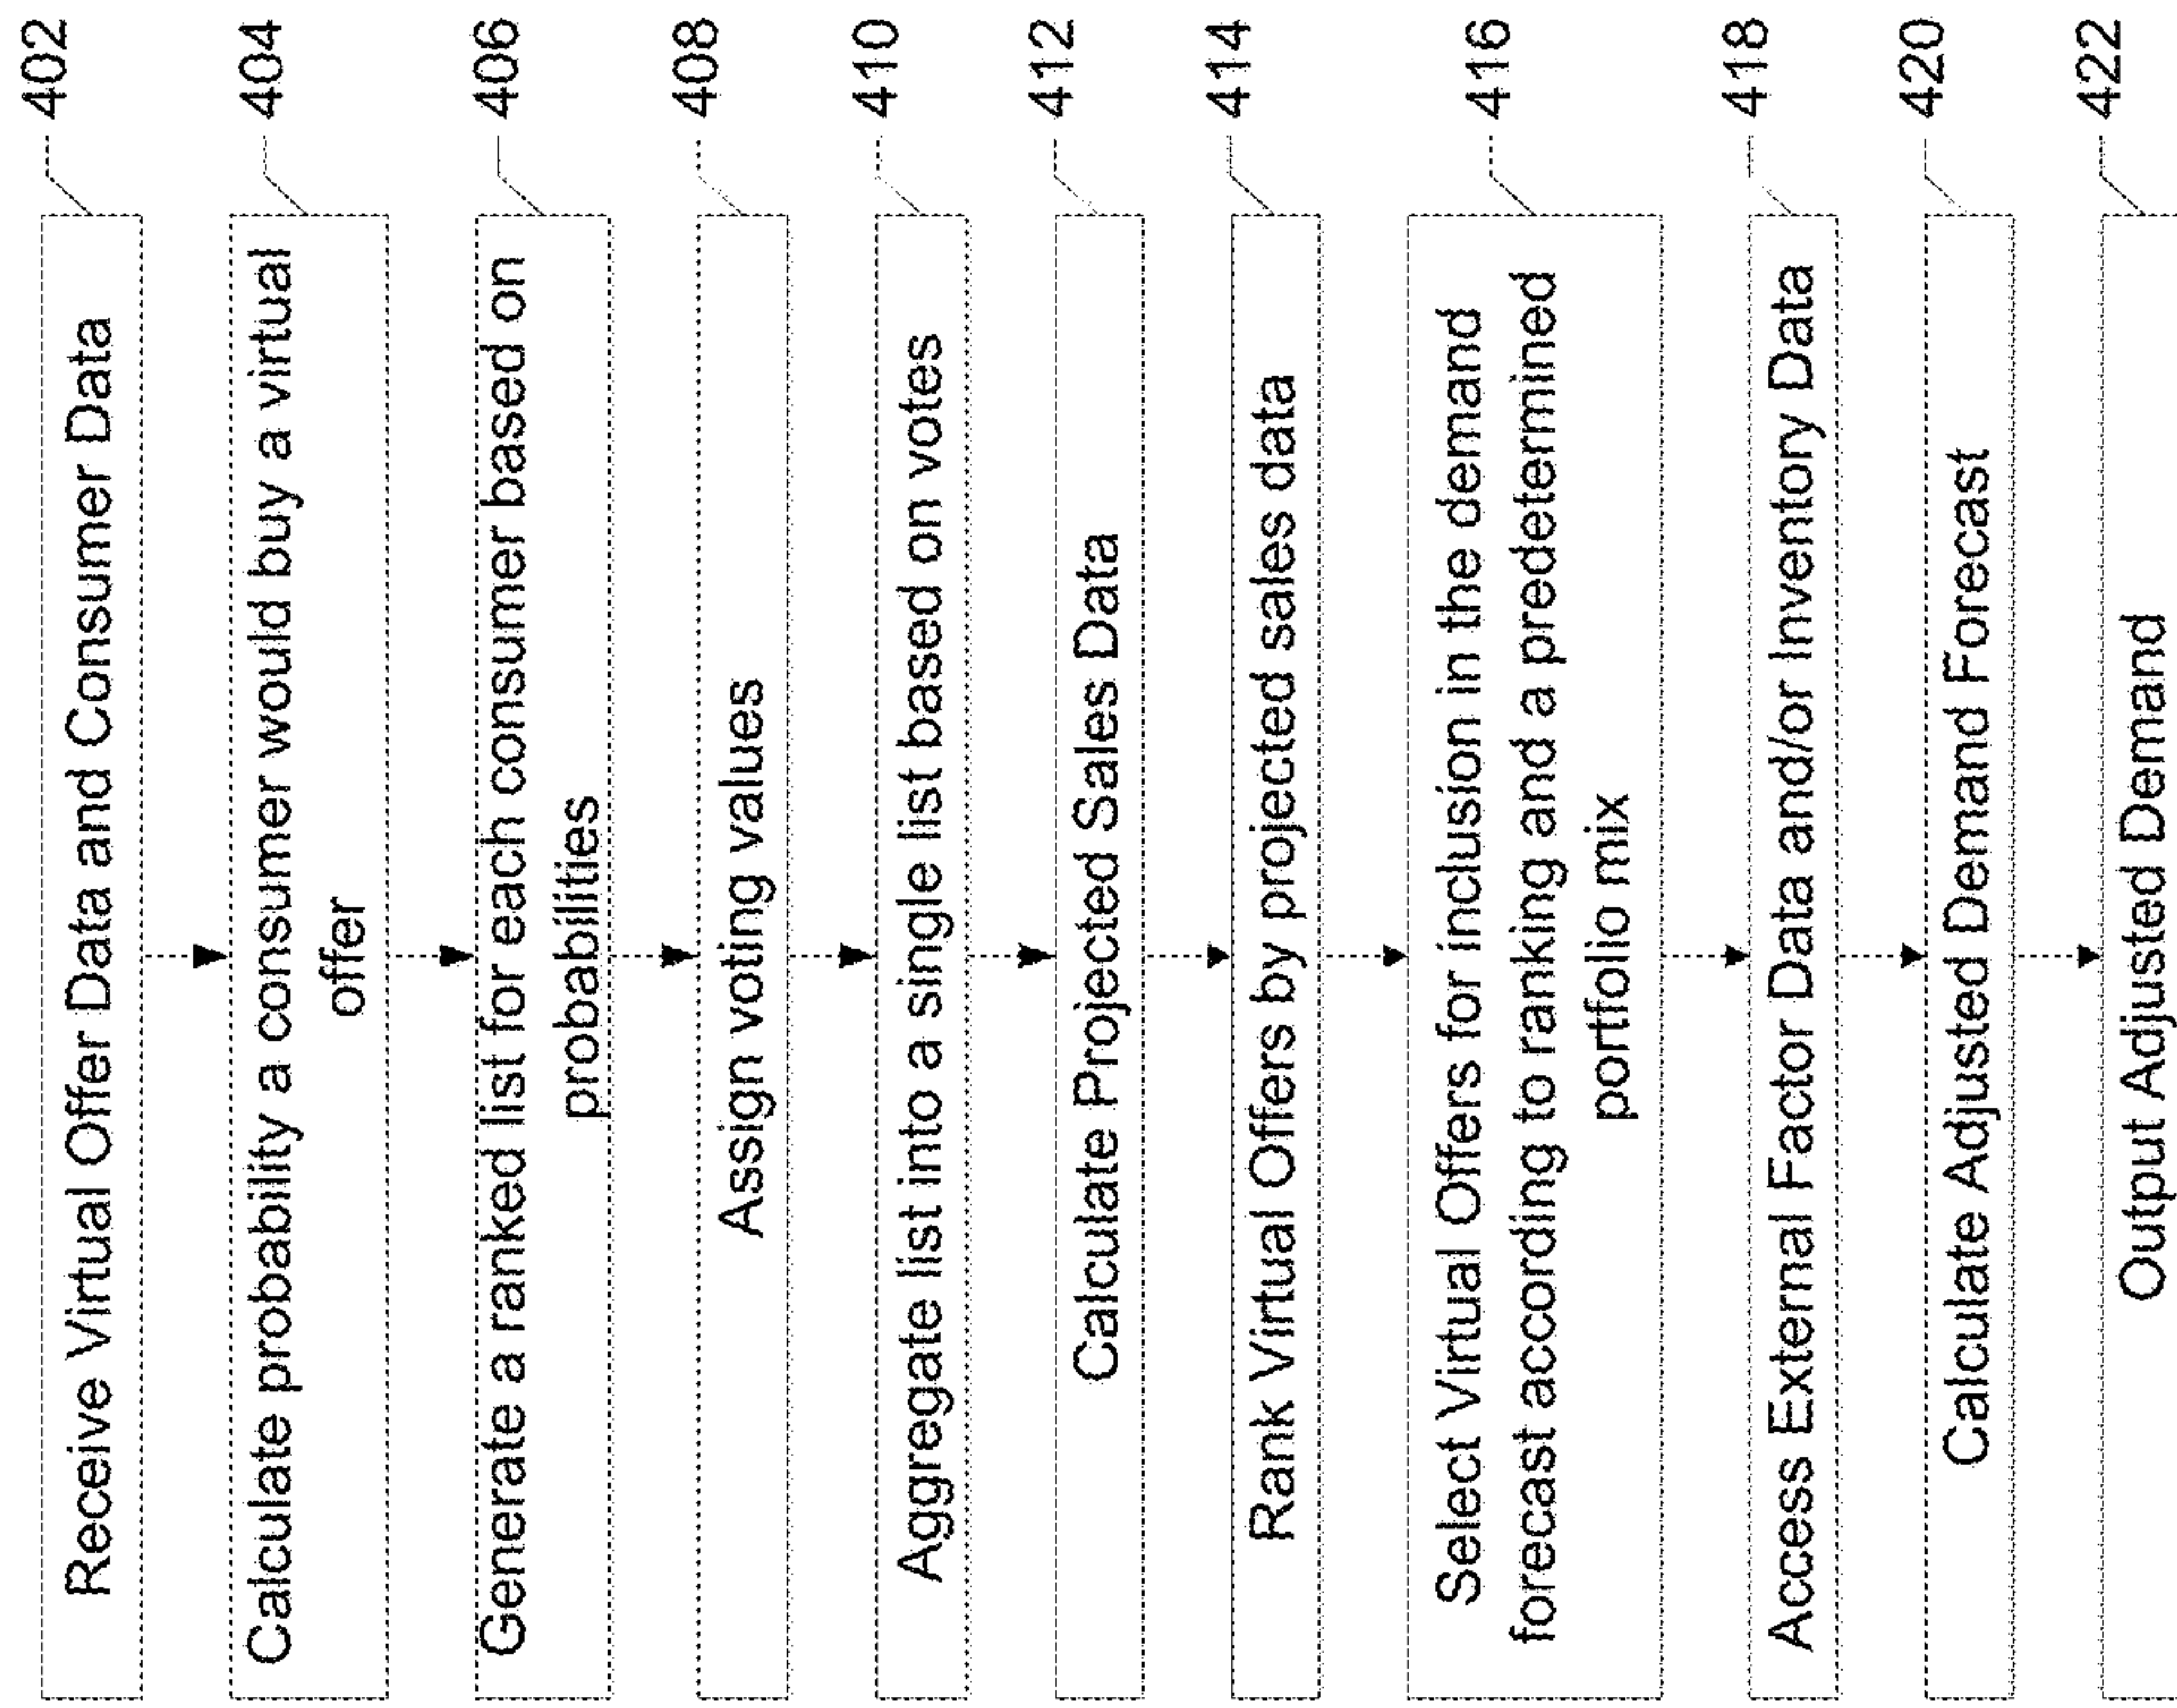 Receive Virtual Offer Data and Consumer Data
402
Calculate probability a consumer would buy a virtual
offer
404
Generate a ranked list for each consumer based on
probabilities
406
Assign voting values
408
Aggregate list into a single list based on votes
410
Calculate Projected Sales Data
412
Rank Virtual Offers by projected sales data
414
Select Virtual Offers for inclusion in the demand
forecast according to ranking and a predetermined
portfolio mix
416
Access External Factor Data and/or Inventory Data
418
Calculate Adjusted Demand Forecast
420
Output Adjusted Demand
422